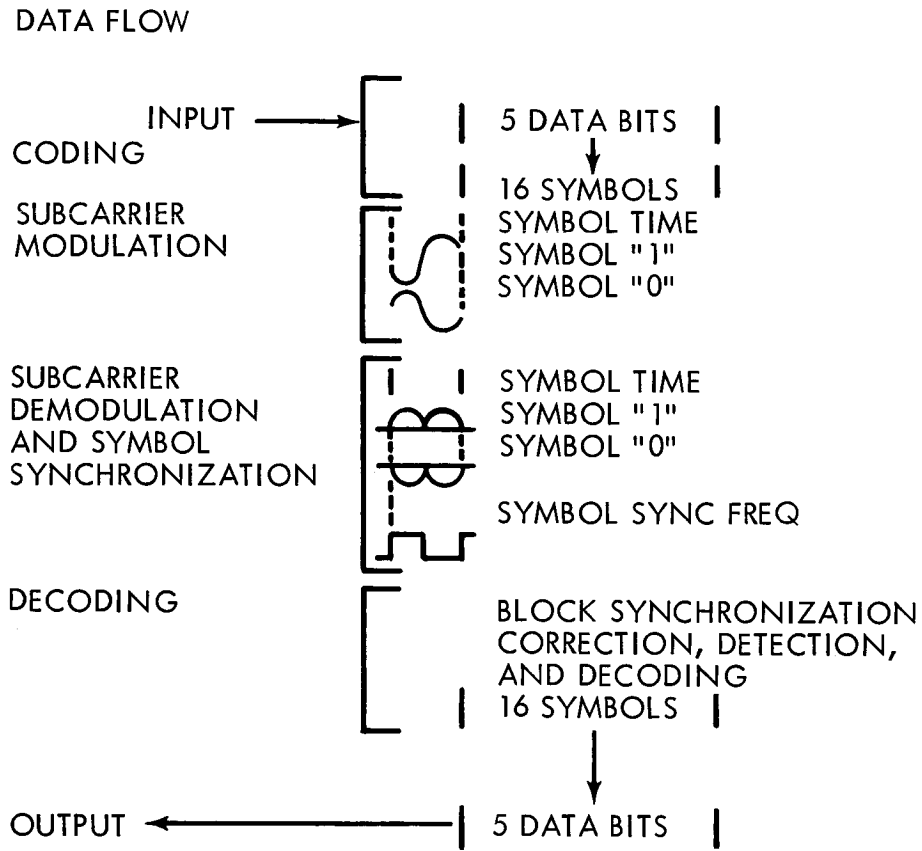 DATA FLOW
INPUT
5 DATA BITS
CODING
16 SYMBOLS
SUBCARRIER
MODULATION
SYMBOL TIME
SYMBOL "1"
SYMBOL "0"
SUBCARRIER
DEMODULATION
AND SYMBOL
SYNCHRONIZATION
SYMBOL TIME
SYMBOL "1"
SYMBOL "0"
SYMBOL SYNC FREQ
DECODING
BLOCK SYNCHRONIZATION
CORRECTION, DETECTION,
AND DECODING
16 SYMBOLS
OUTPUT
5 DATA BITS